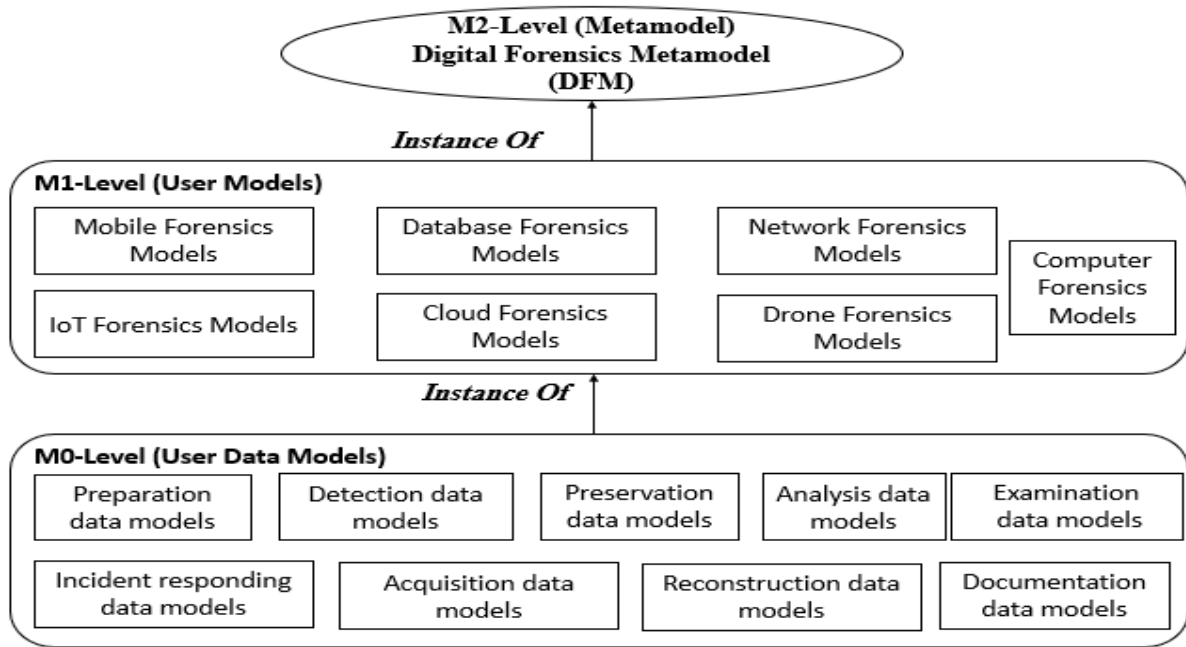 M2-Level (Metamodel)
Digital Forensics Metamodel
(DFM)
Instance Of
M1-Level (User Models)
Mobile Forensics
Models
Database Forensics
Models
Network Forensics
Models
Computer
Forensics
Models
IoT Forensics Models
Cloud Forensics
Models
Drone Forensics
Models
Instance Of
M0-Level (User Data Models)
Preparation
data models
Detection data
models
Preservation
data models
Analysis data
models
Examination
data models
Incident responding
data models
Acquisition data
models
Reconstruction data
models
Documentation
data models